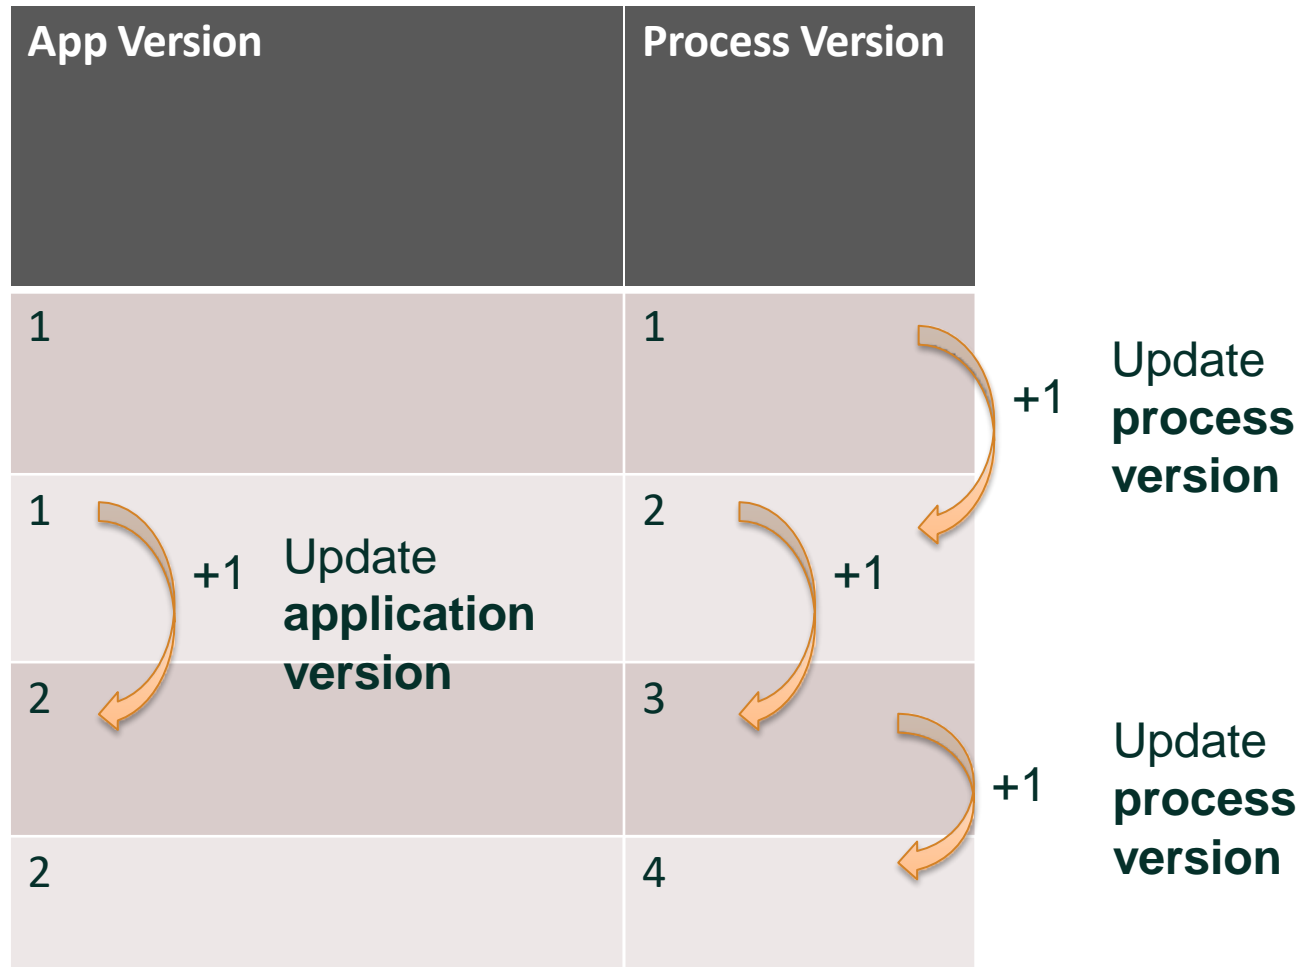 App Version
Process Version
1
1
+1
Update
process
version
1
+1
Update
application
version
2
+1
2
3
+1
Update
process
version
2
4